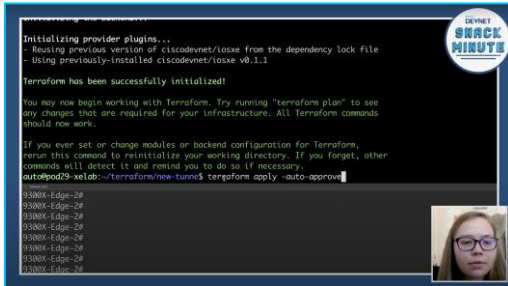 Initializing provider plugins...
- Reusing previous version of ciscodevnet/iosxe from the dependency lock file
- Using previously-installed ciscodevnet/iosxe v0.1.1
Terraform has been successfully initialized!
You may now begin working with Terraform. Try running "terraform plan" to see
any changes that are required for your infrastructure. All Terraform commands
should now work.
If you ever set or change modules or backend configuration for Terraform,
rerun this command to reinitialize your working directory. If you forget, other
commands will detect it and remind you to do so if necessary.
auto@pod29-xelab:~/terraform/new-tunne$ terraform apply -auto-approve
9300X-Edge-2#
9300X-Edge-2#
9300X-Edge-2#
9300X-Edge-2#
9300X-Edge-2#
9300X-Edge-2#
9300X-Edge-2#
DEVNET
SNACK
MINUTE